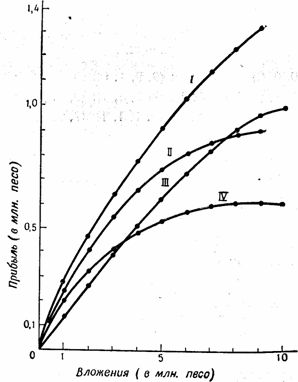 1,4
1,0
0,5
0,1
Прибыль (в млн. песо)
I
II
III
IV
0 1 5 10
Вложения (в млн. песо)